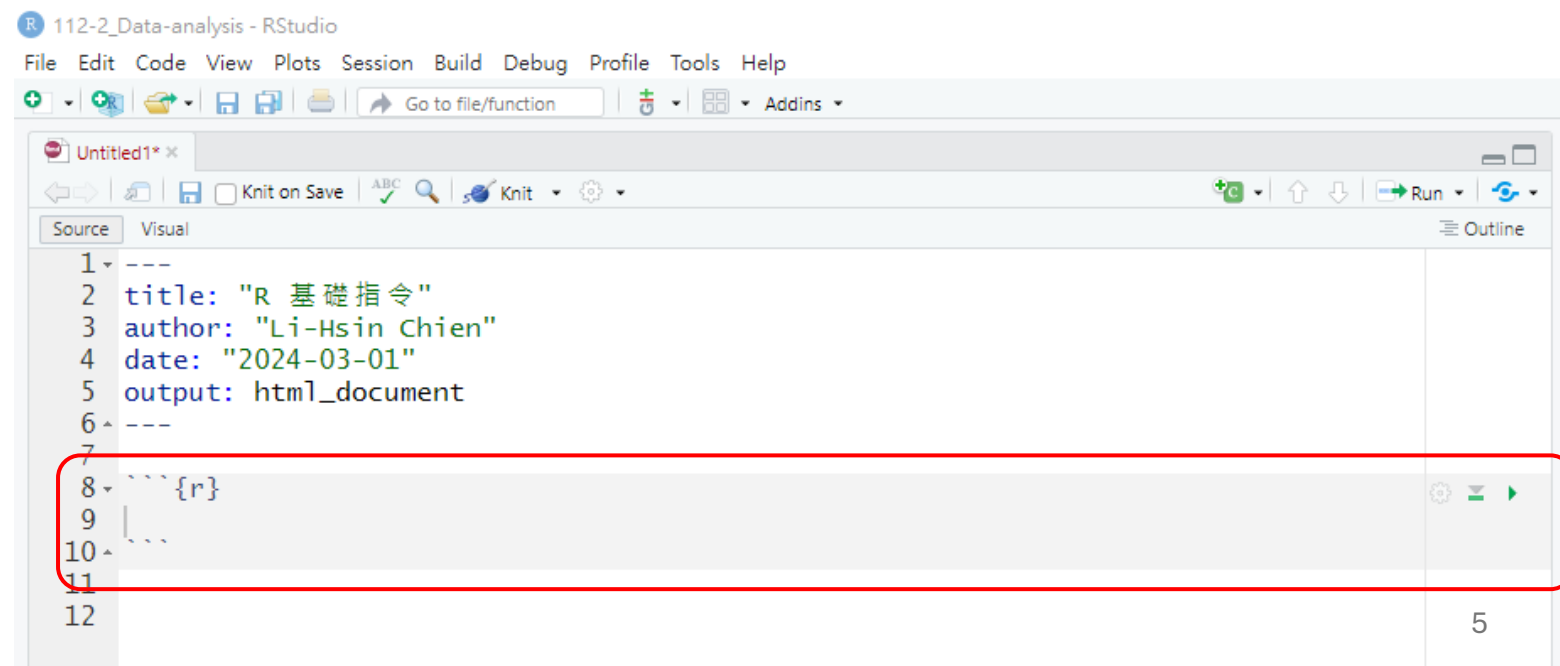 R 112-2_Data-analysis - RStudio
File Edit Code View Plots Session Build Debug Profile Tools Help
Go to file/function Addins
Untitled1*
Knit on Save ABC Knit Run
Source Visual Outline
1 ---
2 title: "R 基礎指令"
3 author: "Li-Hsin Chien"
4 date: "2024-03-01"
5 output: html_document
6 ---
7
8 ```{r}
9
10 ```
11
12
5